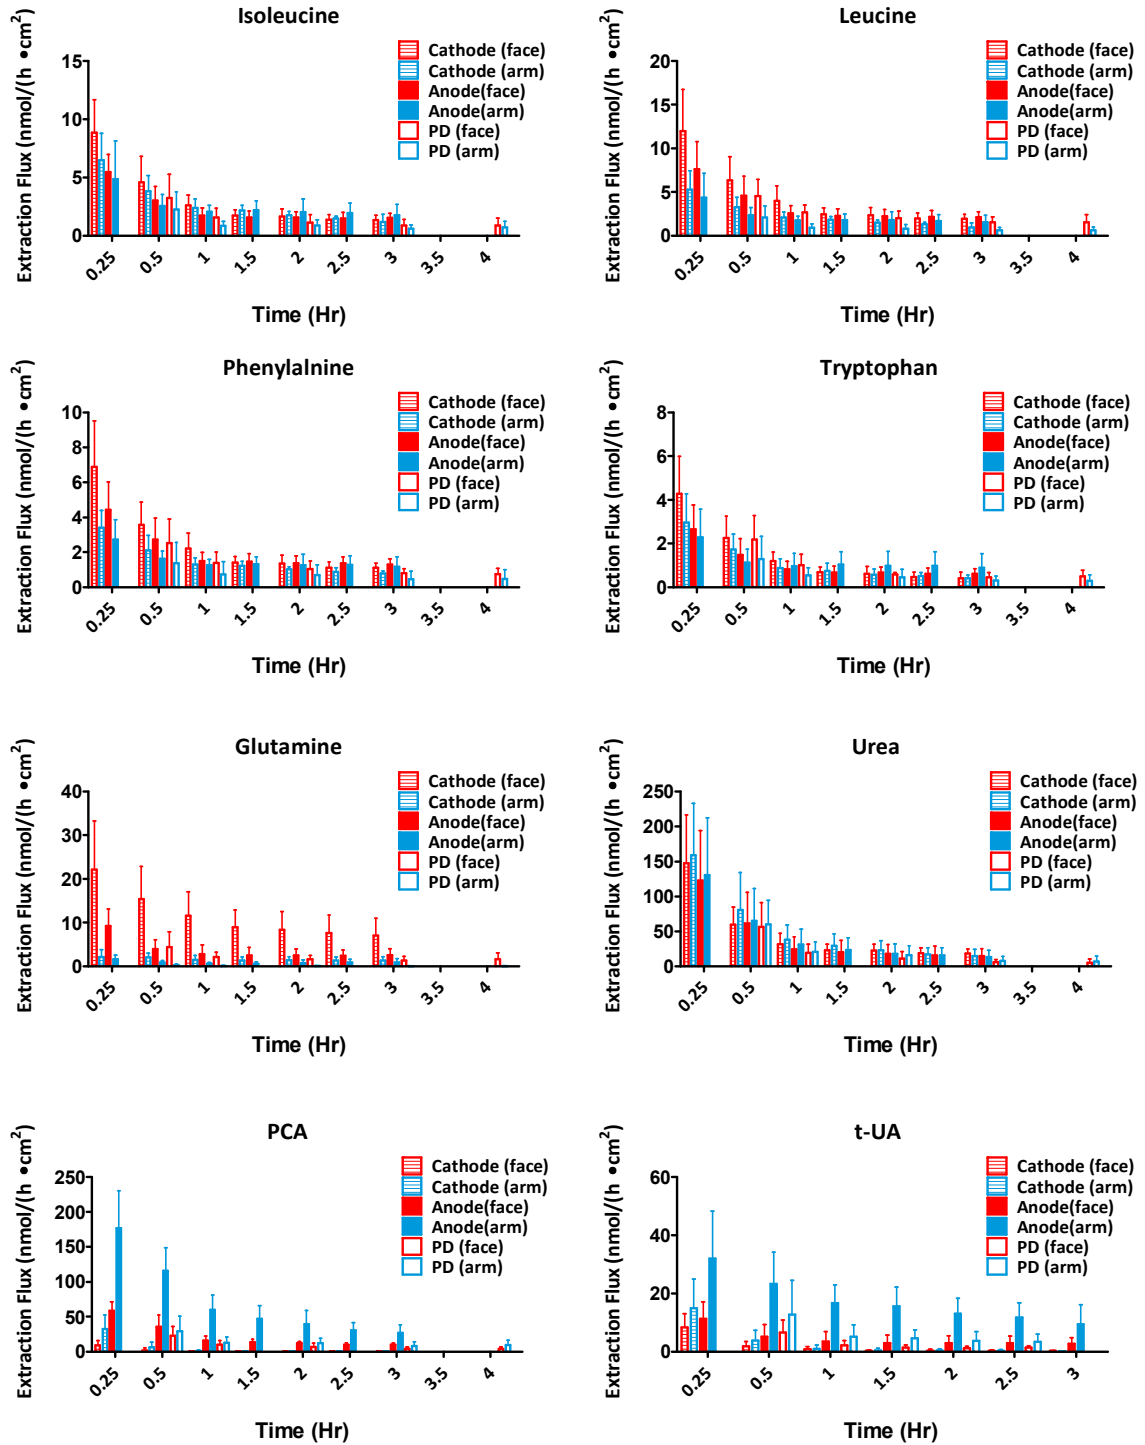 Isoleucine
Extraction Flux (nmol/(h •cm²)
15
10
5
0
Cathode (face)
Cathode (arm)
Anode(face)
Anode(arm)
PD (face)
PD (arm)
0.25 0.5 1 1.5 2 2.5 3 3.5 4
Time (Hr)
Leucine
Extraction Flux (nmol/(h •cm²)
20
15
10
5
0
Cathode (face)
Cathode (arm)
Anode(face)
Anode(arm)
PD (face)
PD (arm)
0.25 0.5 1 1.5 2 2.5 3 3.5 4
Time (Hr)
Phenylalnine
Extraction Flux (nmol/(h •cm²)
10
8
6
4
2
0
Cathode (face)
Cathode (arm)
Anode(face)
Anode(arm)
PD (face)
PD (arm)
0.25 0.5 1 1.5 2 2.5 3 3.5 4
Time (Hr)
Tryptophan
Extraction Flux (nmol/(h •cm²)
8
6
4
2
0
Cathode (face)
Cathode (arm)
Anode(face)
Anode(arm)
PD (face)
PD (arm)
0.25 0.5 1 1.5 2 2.5 3 3.5 4
Time (Hr)
Glutamine
Extraction Flux (nmol/(h •cm²)
40
30
20
10
0
Cathode (face)
Cathode (arm)
Anode(face)
Anode(arm)
PD (face)
PD (arm)
0.25 0.5 1 1.5 2 2.5 3 3.5 4
Time (Hr)
Urea
Extraction Flux (nmol/(h •cm²)
250
200
150
100
50
0
Cathode (face)
Cathode (arm)
Anode(face)
Anode(arm)
PD (face)
PD (arm)
0.25 0.5 1 1.5 2 2.5 3 3.5 4
Time (Hr)
PCA
Extraction Flux (nmol/(h •cm²)
250
200
150
100
50
0
Cathode (face)
Cathode (arm)
Anode(face)
Anode(arm)
PD (face)
PD (arm)
0.25 0.5 1 1.5 2 2.5 3 3.5 4
Time (Hr)
t-UA
Extraction Flux (nmol/(h •cm²)
60
40
20
0
Cathode (face)
Cathode (arm)
Anode(face)
Anode(arm)
PD (face)
PD (arm)
0.25 0.5 1 1.5 2 2.5 3
Time (Hr)